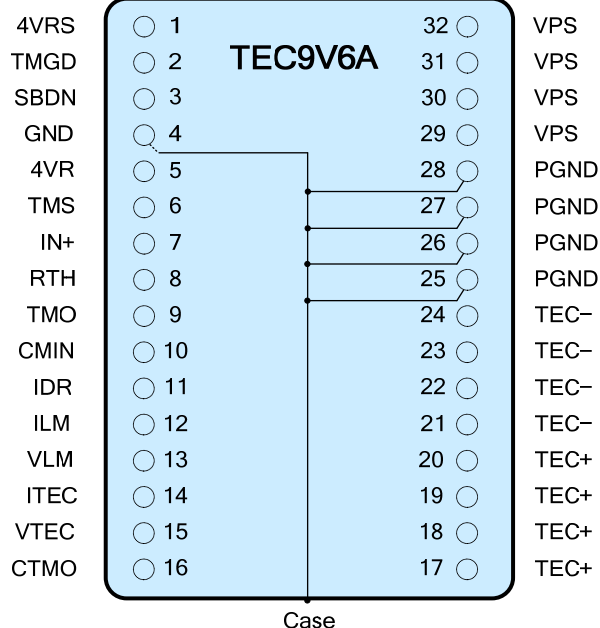 4VRS 1 32 VPS
TEC9V6A
TMGD 2 31 VPS
SBDN 3 30 VPS
GND 4 29 VPS
4VR 5 28 PGND
TMS 6 27 PGND
IN+ 7 26 PGND
RTH 8 25 PGND
TMO 9 24 TEC−
CMIN 10 23 TEC−
IDR 11 22 TEC−
ILM 12 21 TEC−
VLM 13 20 TEC+
ITEC 14 19 TEC+
VTEC 15 18 TEC+
CTMO 16 17 TEC+
Case